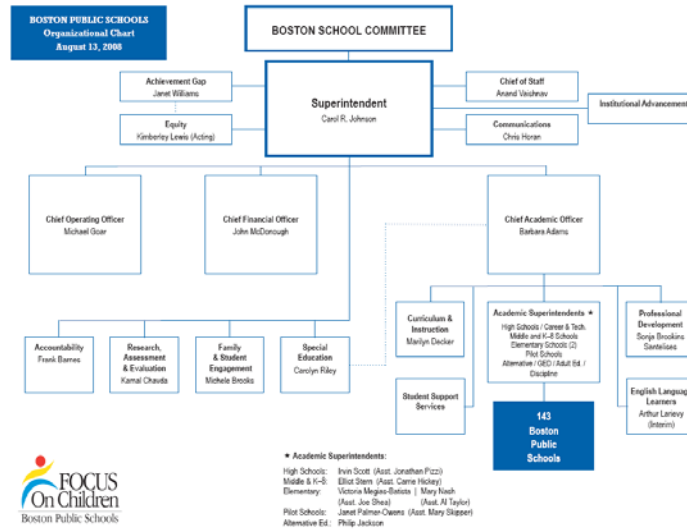 BOSTON PUBLIC SCHOOLS
Organizational Chart
August 13, 2008
BOSTON SCHOOL COMMITTEE
Achievement Gap
Janet Williams
Superintendent
Carol R. Johnson
Chief of Staff
Anand Vaishnav
Institutional Advancement
Equity
Kimberley Lewis (Acting)
Communications
Chris Horan
Chief Operating Officer
Michael Goar
Chief Financial Officer
John McDonough
Chief Academic Officer
Barbara Adams
Accountability
Frank Barnes
Research,
Assessment
& Evaluation
Kamal Chavda
Family
& Student
Engagement
Michele Brooks
Special
Education
Carolyn Riley
Curriculum &
Instruction
Marilyn Decker
Academic Superintendents ★
High Schools / Career & Tech.
Middle and K–8 Schools
Elementary Schools (2)
Pilot Schools
Alternative / GED / Adult Ed. /
Discipline
Professional
Development
Sonja Brookins
Santelises
Student Support
Services
143
Boston
Public
Schools
English Language
Learners
Arthur Larievy
(Interim)
★ Academic Superintendents:
High Schools: Irvin Scott (Asst. Jonathan Pizzi)
Middle & K–8: Elliot Stern (Asst. Carrie Hickey)
Elementary: Victoria Megias-Batista | Mary Nash
(Asst. Joe Shea) (Asst. Al Taylor)
Pilot Schools: Janet Palmer-Owens (Asst. Mary Skipper)
Alternative Ed.: Philip Jackson
FOCUS
On Children
Boston Public Schools